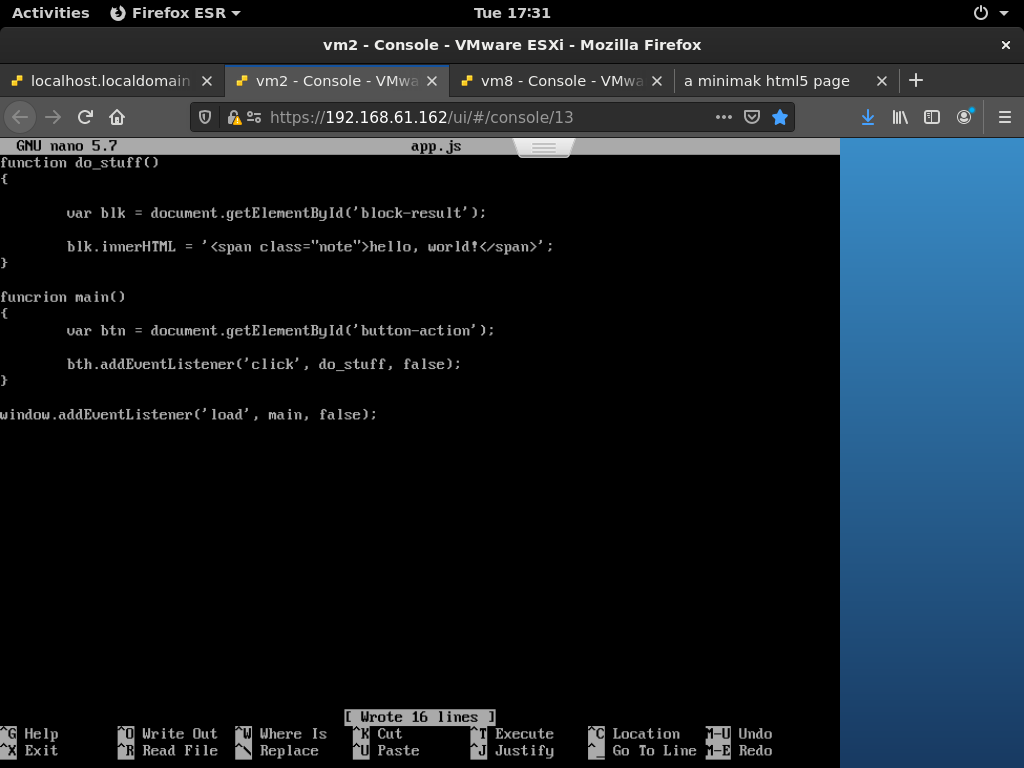 Activities Firefox ESR Tue 17:31
vm2 - Console - VMware ESXi - Mozilla Firefox
localhost.localdomain vm2 - Console - VMwa vm8 - Console - VMwa a minimak html5 page
https://192.168.61.162/ui/#/console/13
GNU nano 5.7 app.js
function do_stuff()
{
var blk = document.getElementById('block-result');
blk.innerHTML = '<span class="note">hello, world!</span>';
}
funcrion main()
{
var btn = document.getElementById('button-action');
bth.addEventListener('click', do_stuff, false);
}
window.addEventListener('load', main, false);
[ Wrote 16 lines ]
^G Help ^O Write Out ^W Where Is ^K Cut ^T Execute ^C Location M-U Undo
^X Exit ^R Read File ^\ Replace ^U Paste ^J Justify ^_ Go To Line M-E Redo